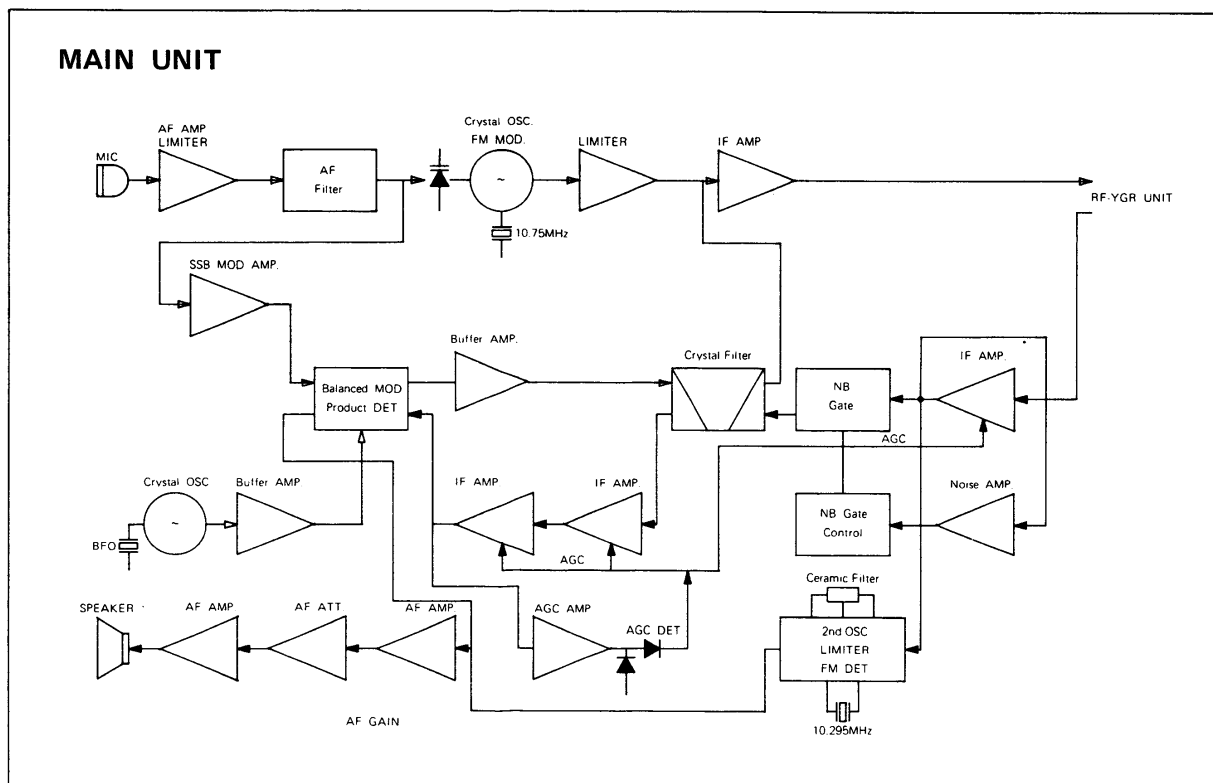 MAIN UNIT
MIC
AF AMP
LIMITER
AF
Filter
Crystal OSC.
FM MOD.
~
10.75MHz
LIMITER
IF AMP
RF-YGR UNIT
SSB MOD AMP.
Balanced MOD
Product DET
Buffer AMP.
Crystal Filter
NB
Gate
IF AMP.
AGC
Crystal OSC
~
BFO
Buffer AMP.
IF AMP
IF AMP.
AGC
NB Gate
Control
Noise AMP.
SPEAKER
AF AMP
AF ATT
AF AMP.
AGC AMP
AGC DET
Ceramic Filter
2nd OSC
LIMITER
FM DET
10.295MHz
AF GAIN